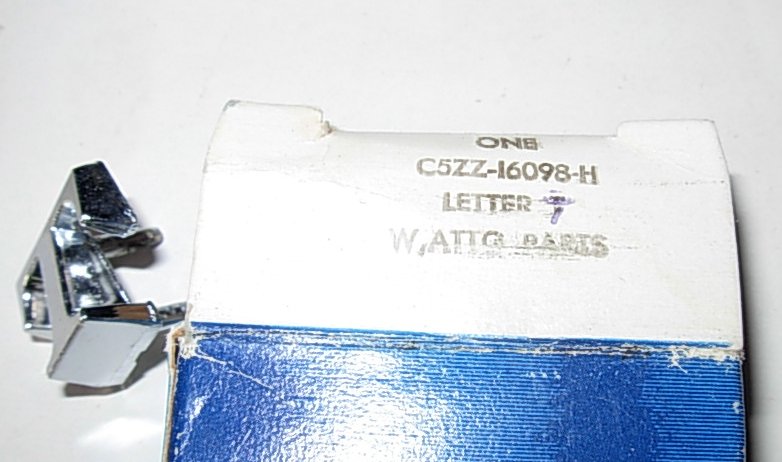 ONE
C5ZZ-16098-H
LETTER T
W,ATTG PARTS